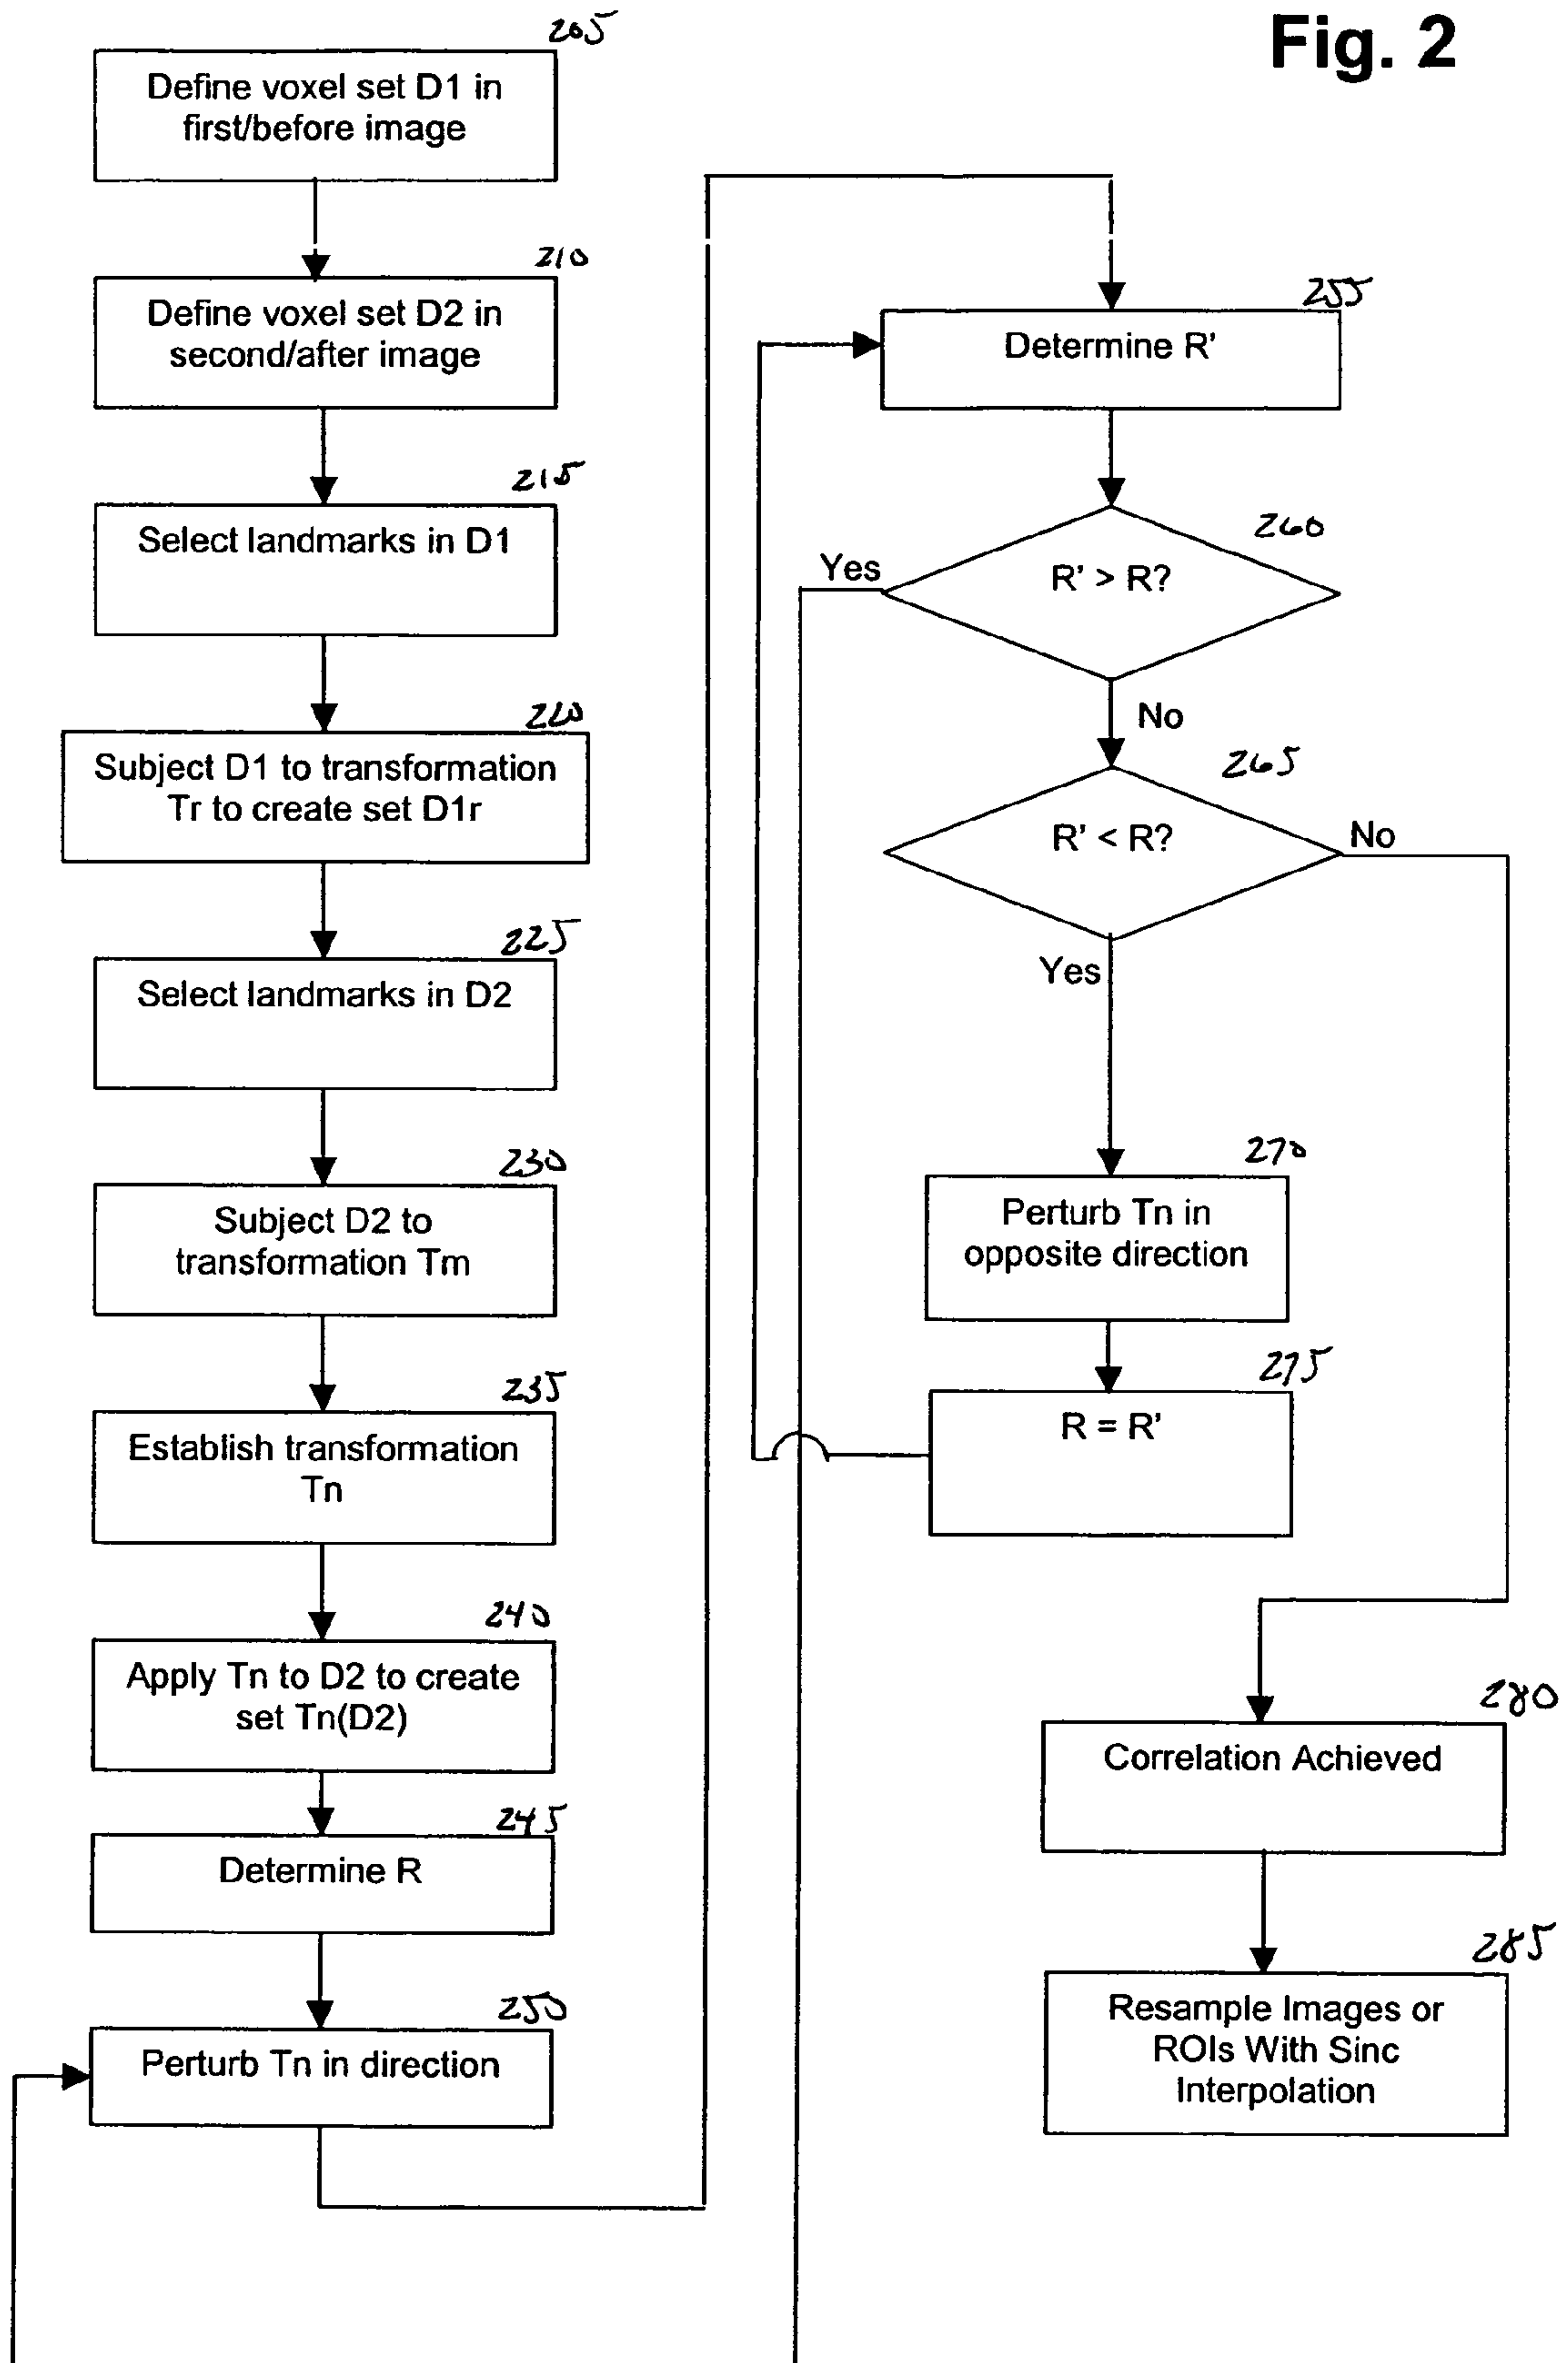 Fig. 2
205
Define voxel set D1 in
first/before image
210
Define voxel set D2 in
second/after image
215
Select landmarks in D1
220
Subject D1 to transformation
Tr to create set D1r
225
Select landmarks in D2
230
Subject D2 to
transformation Tm
235
Establish transformation
Tn
240
Apply Tn to D2 to create
set Tn(D2)
245
Determine R
250
Perturb Tn in direction
255
Determine R'
260
R' > R?
Yes
No
265
R' < R?
No
Yes
270
Perturb Tn in
opposite direction
275
R = R'
280
Correlation Achieved
285
Resample Images or
ROIs With Sinc
Interpolation